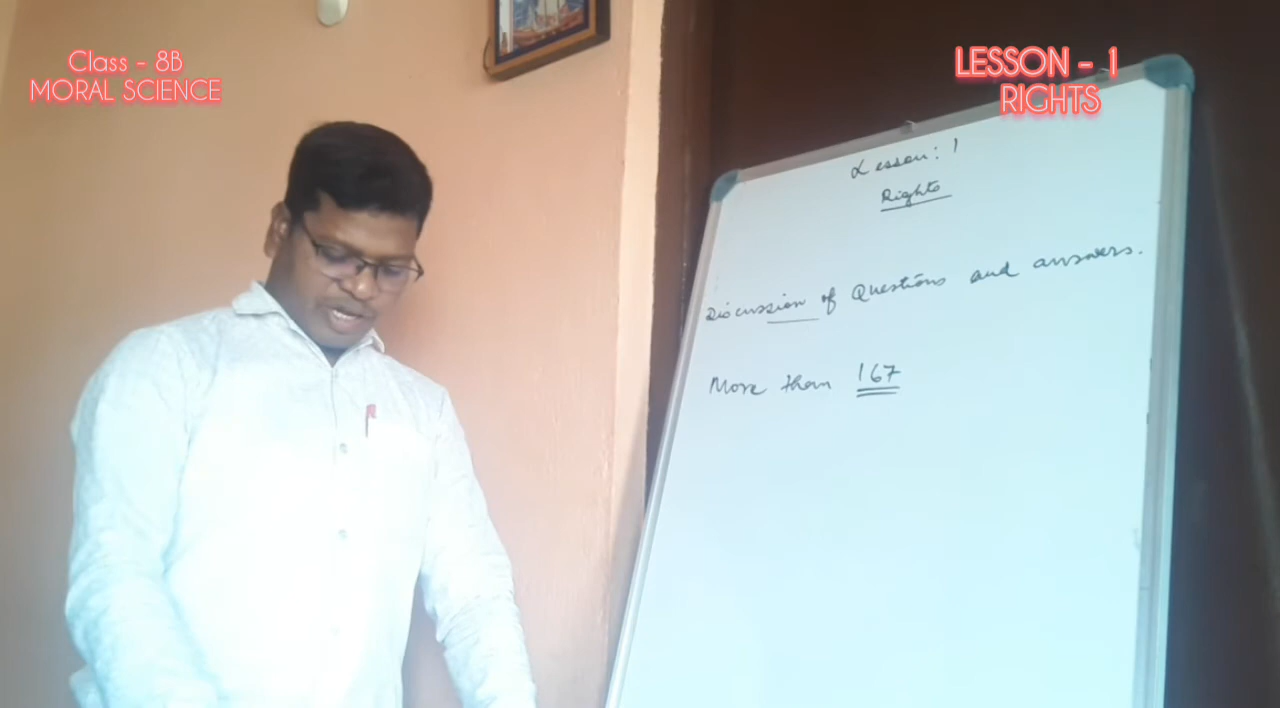 Class - 8B
MORAL SCIENCE
LESSON - 1
RIGHTS
Lesson: 1
Rights
Discussion of Questions and answers.
More than 167